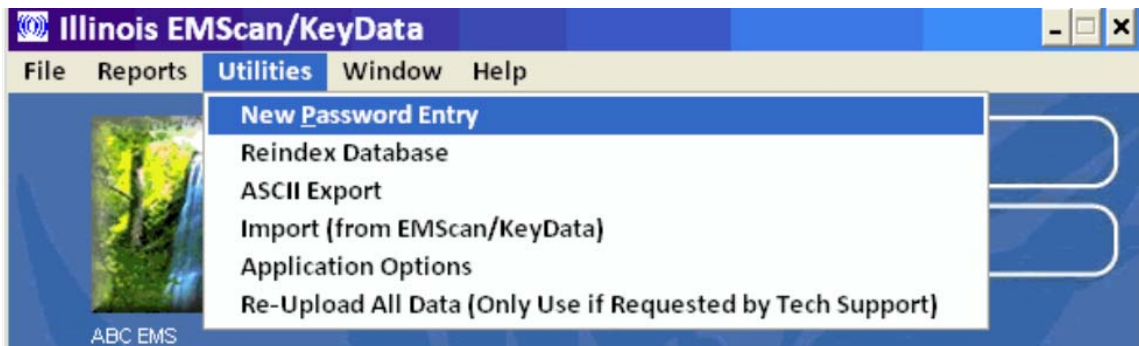 Illinois EMScan/KeyData
File Reports Utilities Window Help
New Password Entry
Reindex Database
ASCII Export
Import (from EMScan/KeyData)
Application Options
Re-Upload All Data (Only Use if Requested by Tech Support)
ABC EMS